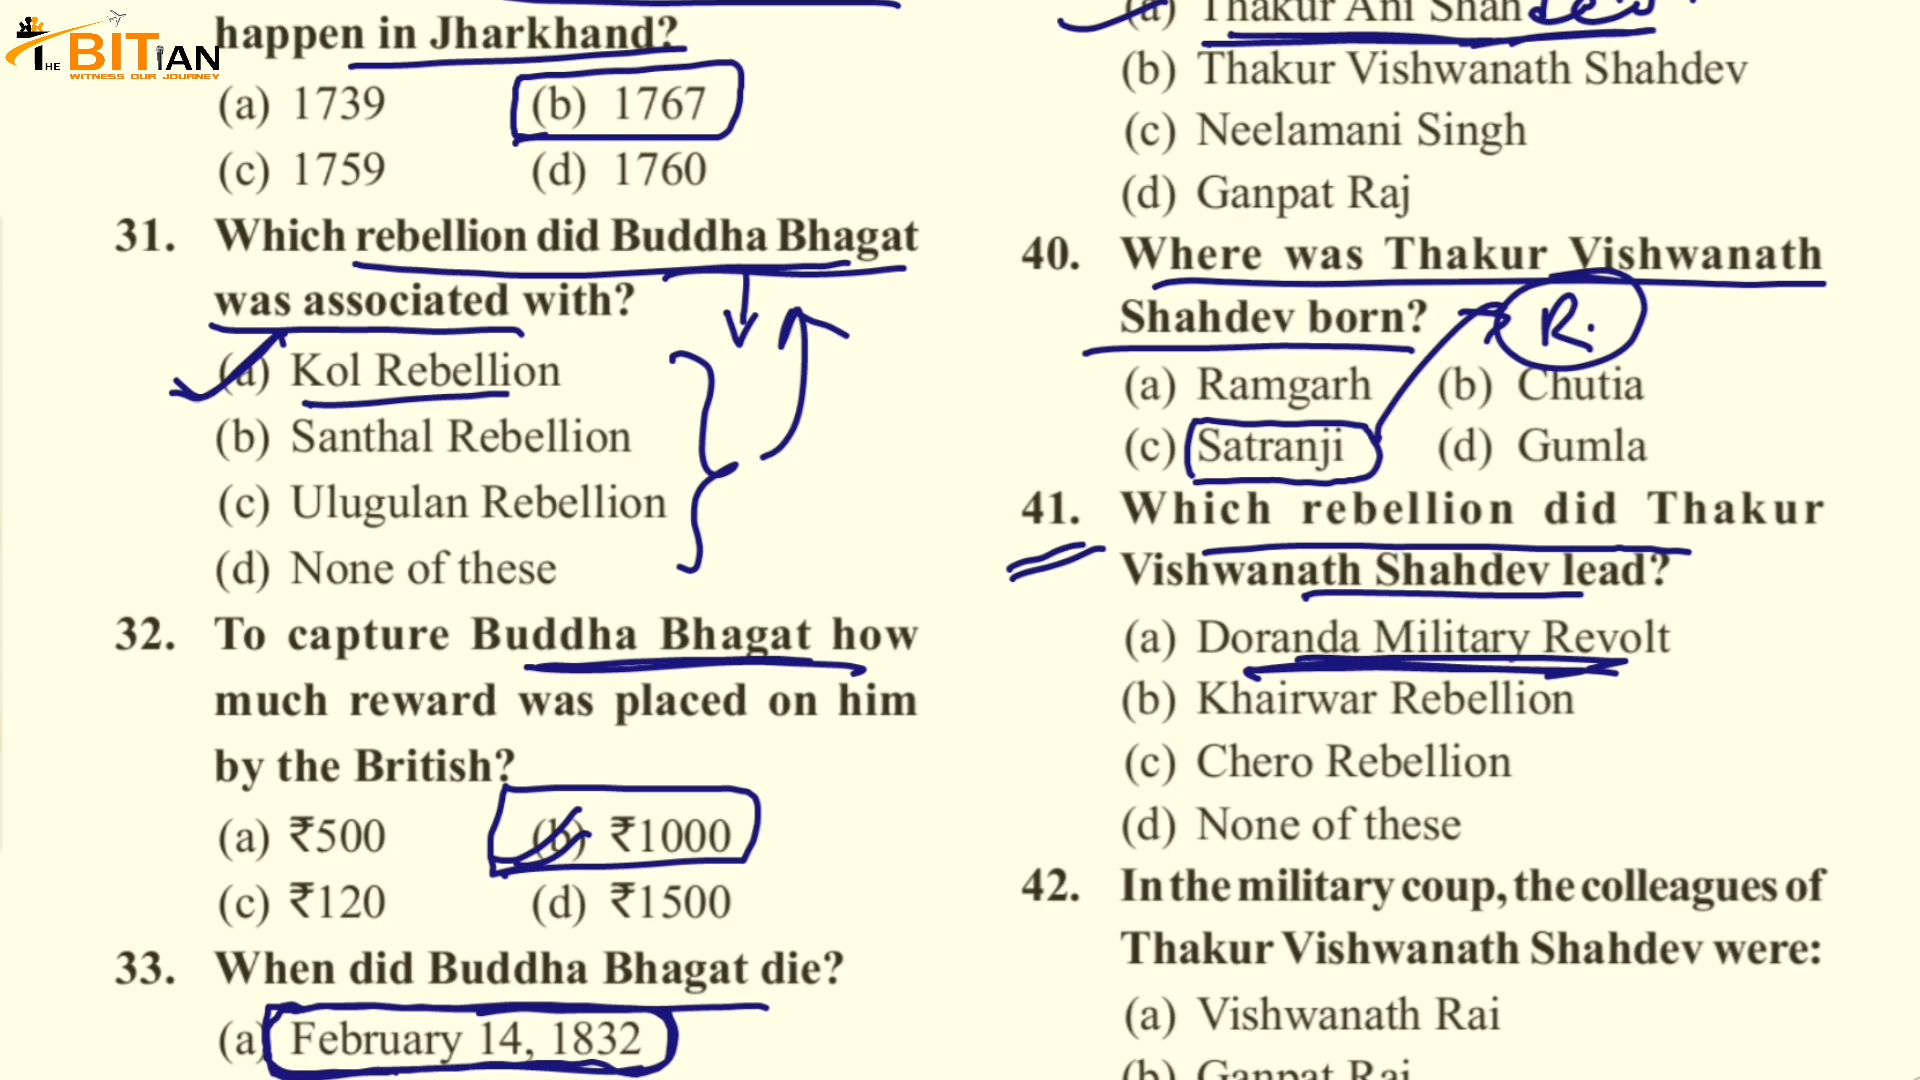 THE BITIAN
WITNESS OUR JOURNEY
happen in Jharkhand?
(a) 1739 (b) 1767
(c) 1759 (d) 1760
31. Which rebellion did Buddha Bhagat
was associated with?
(a) Kol Rebellion
(b) Santhal Rebellion
(c) Ulugulan Rebellion
(d) None of these
32. To capture Buddha Bhagat how
much reward was placed on him
by the British?
(a) ₹500 (b) ₹1000
(c) ₹120 (d) ₹1500
33. When did Buddha Bhagat die?
(a) February 14, 1832
(a) Thakur Ani Shah
(b) Thakur Vishwanath Shahdev
(c) Neelamani Singh
(d) Ganpat Raj
40. Where was Thakur Vishwanath
Shahdev born?
R.
(a) Ramgarh (b) Chutia
(c) Satranji (d) Gumla
41. Which rebellion did Thakur
Vishwanath Shahdev lead?
(a) Doranda Military Revolt
(b) Khairwar Rebellion
(c) Chero Rebellion
(d) None of these
42. In the military coup, the colleagues of
Thakur Vishwanath Shahdev were:
(a) Vishwanath Rai
(b) Ganpat Rai